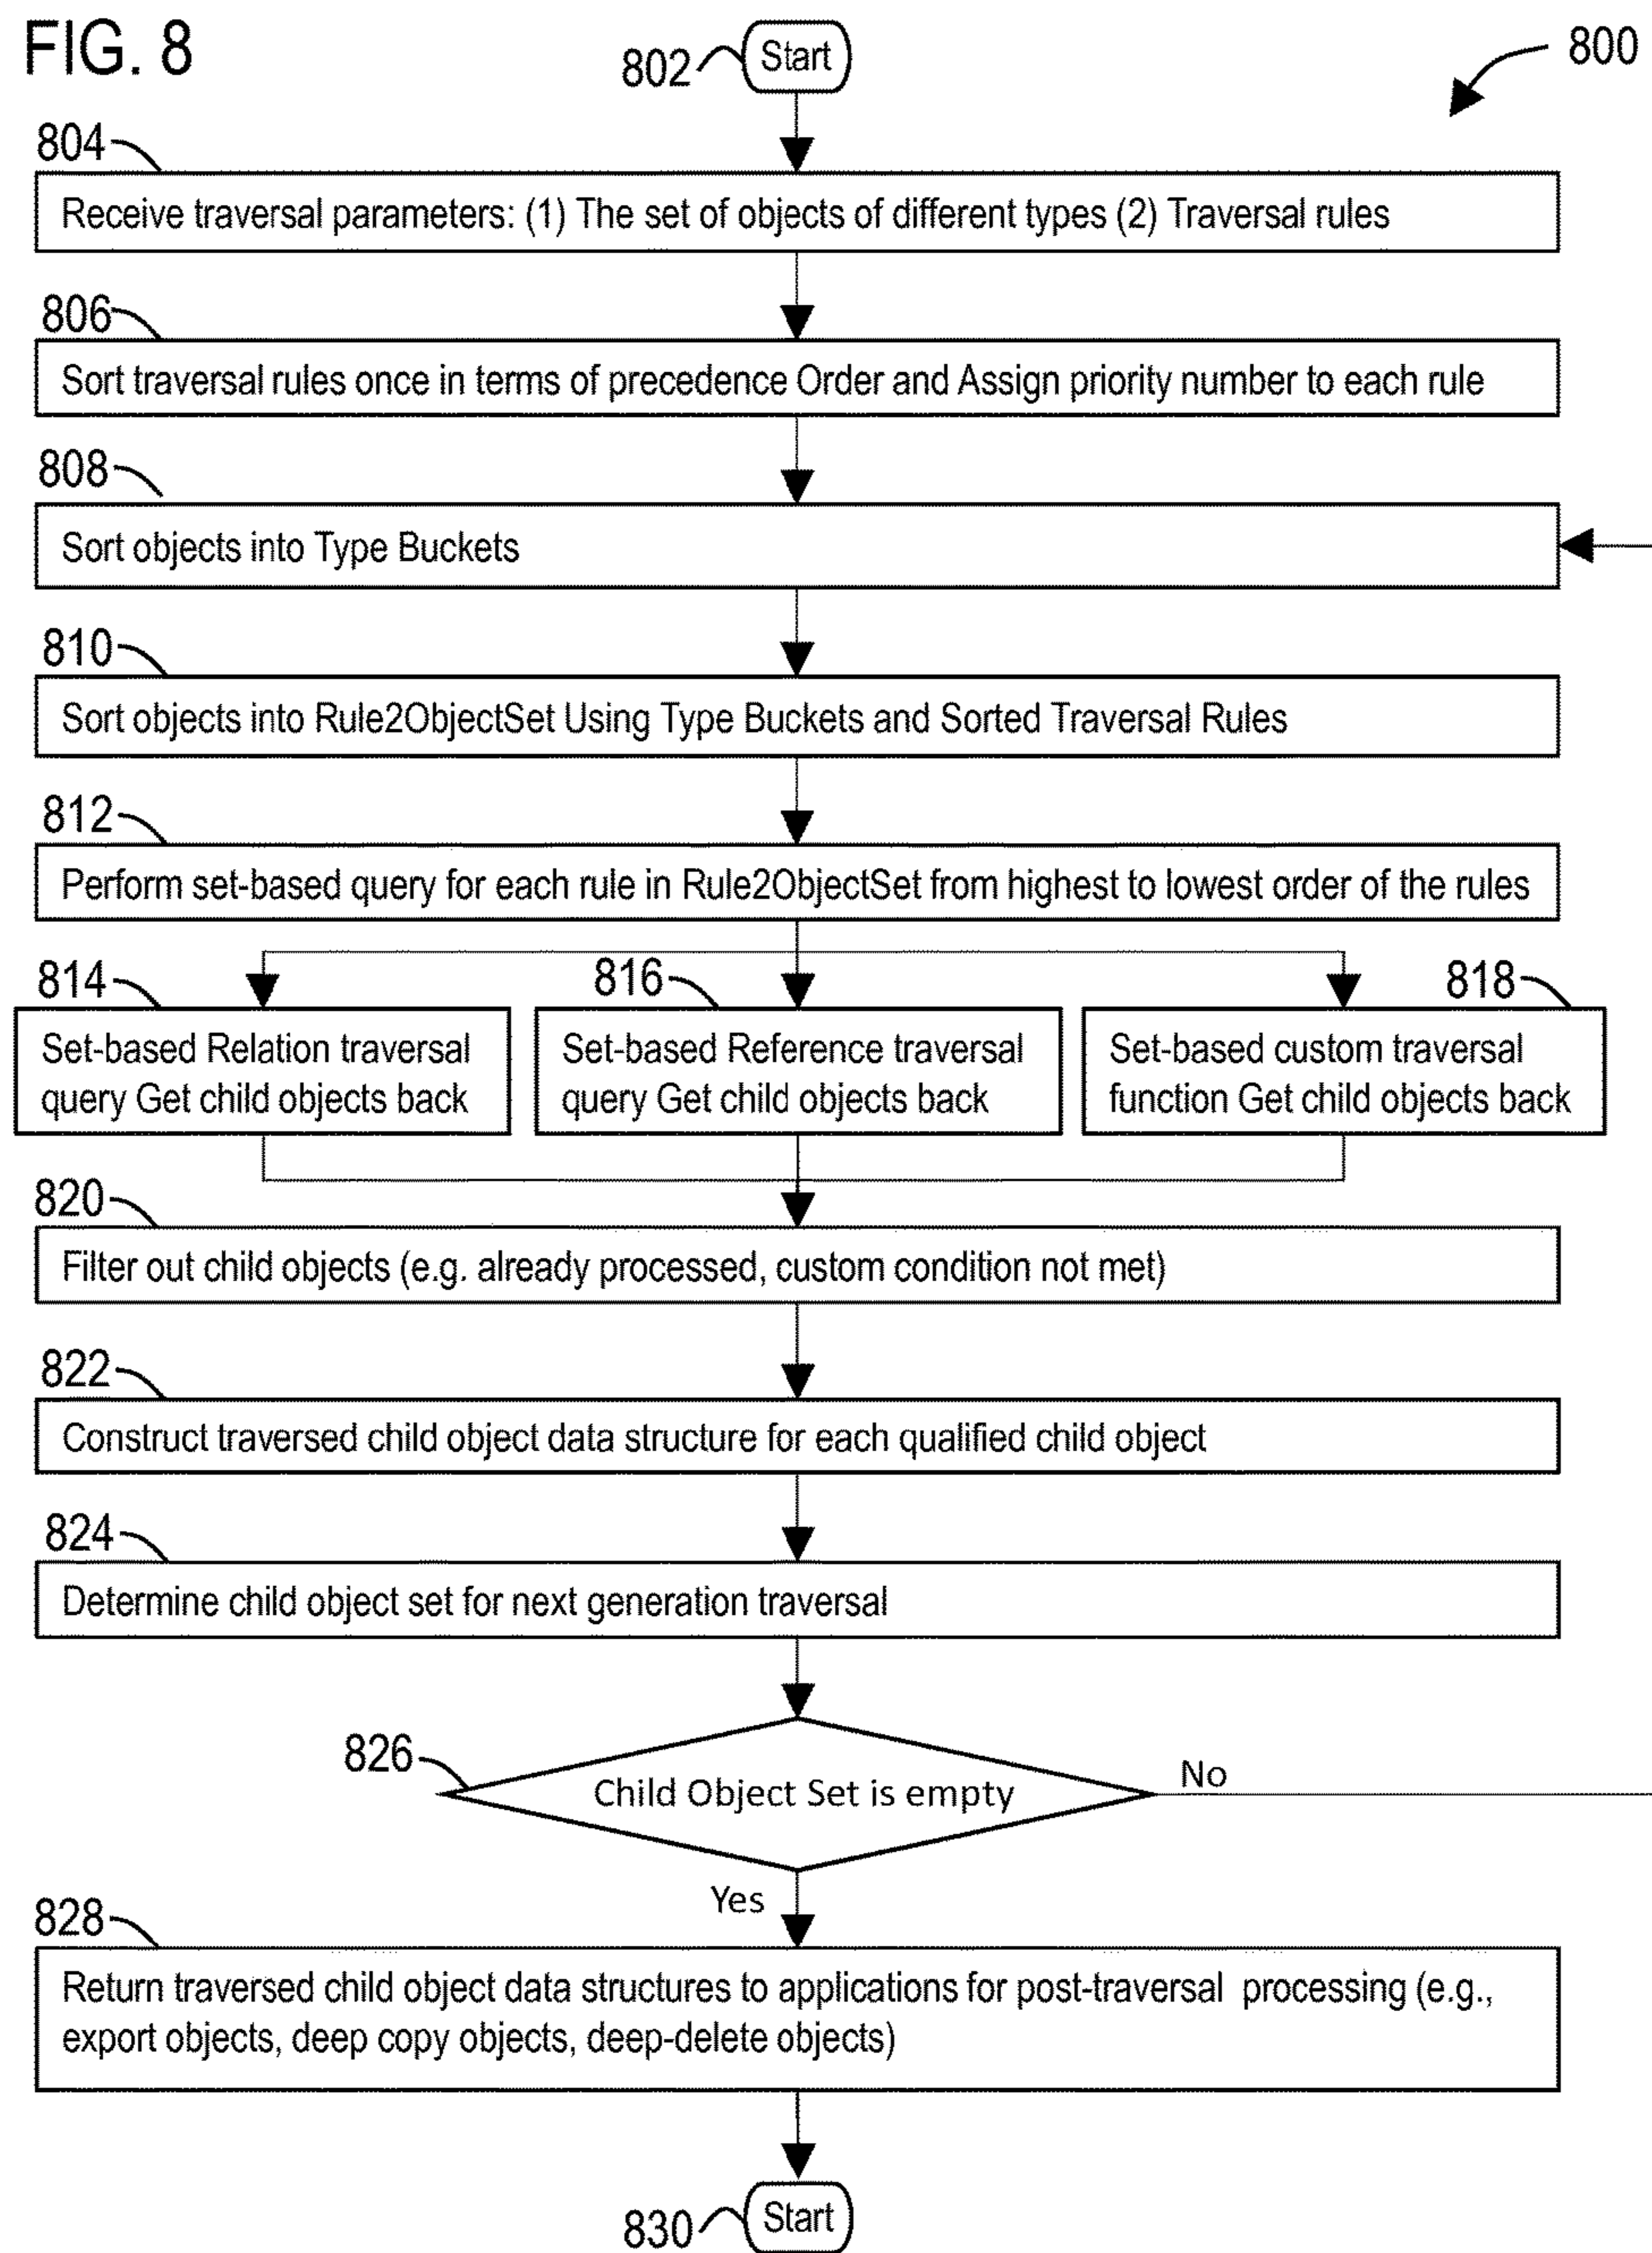 FIG. 8
802
Start
800
804
Receive traversal parameters: (1) The set of objects of different types (2) Traversal rules
806
Sort traversal rules once in terms of precedence Order and Assign priority number to each rule
808
Sort objects into Type Buckets
810
Sort objects into Rule2ObjectSet Using Type Buckets and Sorted Traversal Rules
812
Perform set-based query for each rule in Rule2ObjectSet from highest to lowest order of the rules
814
Set-based Relation traversal
query Get child objects back
816
Set-based Reference traversal
query Get child objects back
818
Set-based custom traversal
function Get child objects back
820
Filter out child objects (e.g. already processed, custom condition not met)
822
Construct traversed child object data structure for each qualified child object
824
Determine child object set for next generation traversal
826
Child Object Set is empty
No
Yes
828
Return traversed child object data structures to applications for post-traversal processing (e.g.,
export objects, deep copy objects, deep-delete objects)
830
Start